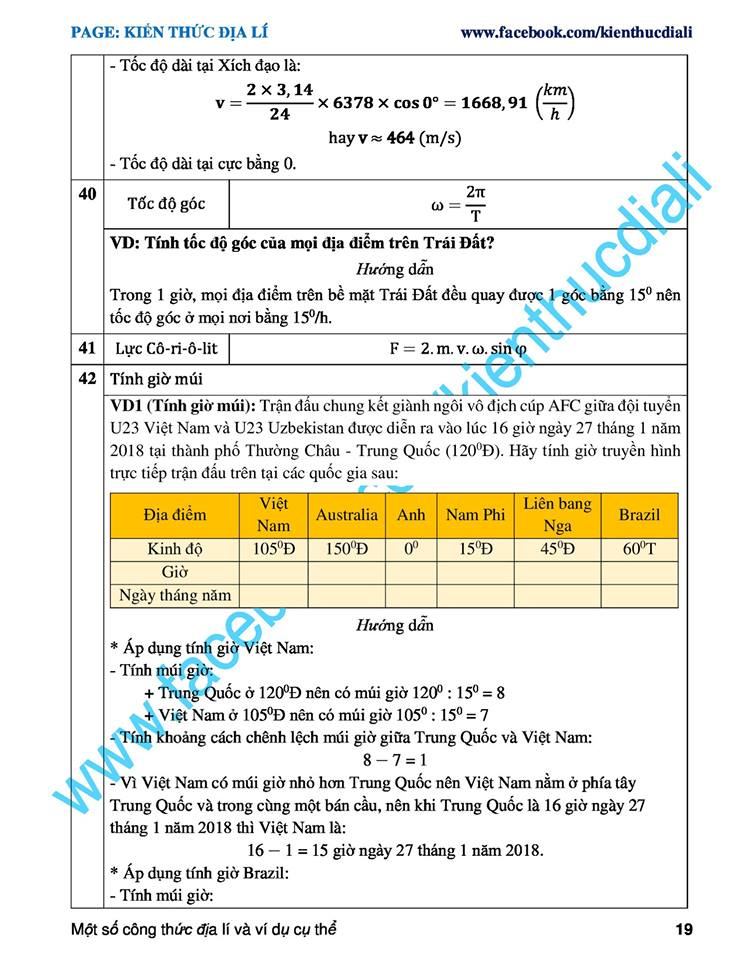 PAGE: KIẾN THỨC ĐỊA LÍ www.facebook.com/kienthucdiali
- Tốc độ dài tại Xích đạo là:
v = (2 × 3,14)/24 × 6378 × cos 0° = 1668,91 (km/h)
hay v ≈ 464 (m/s)
- Tốc độ dài tại cực bằng 0.
40 Tốc độ góc ω = 2π/T
VD: Tính tốc độ góc của mọi địa điểm trên Trái Đất?
Hướng dẫn
Trong 1 giờ, mọi địa điểm trên bề mặt Trái Đất đều quay được 1 góc bằng 15⁰ nên
tốc độ góc ở mọi nơi bằng 15⁰/h.
41 Lực Cô-ri-ô-lit F = 2.m.v.ω.sin φ
42 Tính giờ múi
VD1 (Tính giờ múi): Trận đấu chung kết giành ngôi vô địch cúp AFC giữa đội tuyển
U23 Việt Nam và U23 Uzbekistan được diễn ra vào lúc 16 giờ ngày 27 tháng 1 năm
2018 tại thành phố Thường Châu - Trung Quốc (120⁰Đ). Hãy tính giờ truyền hình
trực tiếp trận đấu trên tại các quốc gia sau:
Địa điểm Việt Nam Australia Anh Nam Phi Liên bang Nga Brazil
Kinh độ 105⁰Đ 150⁰Đ 0⁰ 15⁰Đ 45⁰Đ 60⁰T
Giờ
Ngày tháng năm
Hướng dẫn
* Áp dụng tính giờ Việt Nam:
- Tính múi giờ:
+ Trung Quốc ở 120⁰Đ nên có múi giờ 120⁰ : 15⁰ = 8
+ Việt Nam ở 105⁰Đ nên có múi giờ 105⁰ : 15⁰ = 7
- Tính khoảng cách chênh lệch múi giờ giữa Trung Quốc và Việt Nam:
8 − 7 = 1
- Vì Việt Nam có múi giờ nhỏ hơn Trung Quốc nên Việt Nam nằm ở phía tây
Trung Quốc và trong cùng một bán cầu, nên khi Trung Quốc là 16 giờ ngày 27
tháng 1 năm 2018 thì Việt Nam là:
16 − 1 = 15 giờ ngày 27 tháng 1 năm 2018.
* Áp dụng tính giờ Brazil:
- Tính múi giờ:
Một số công thức địa lí và ví dụ cụ thể 19